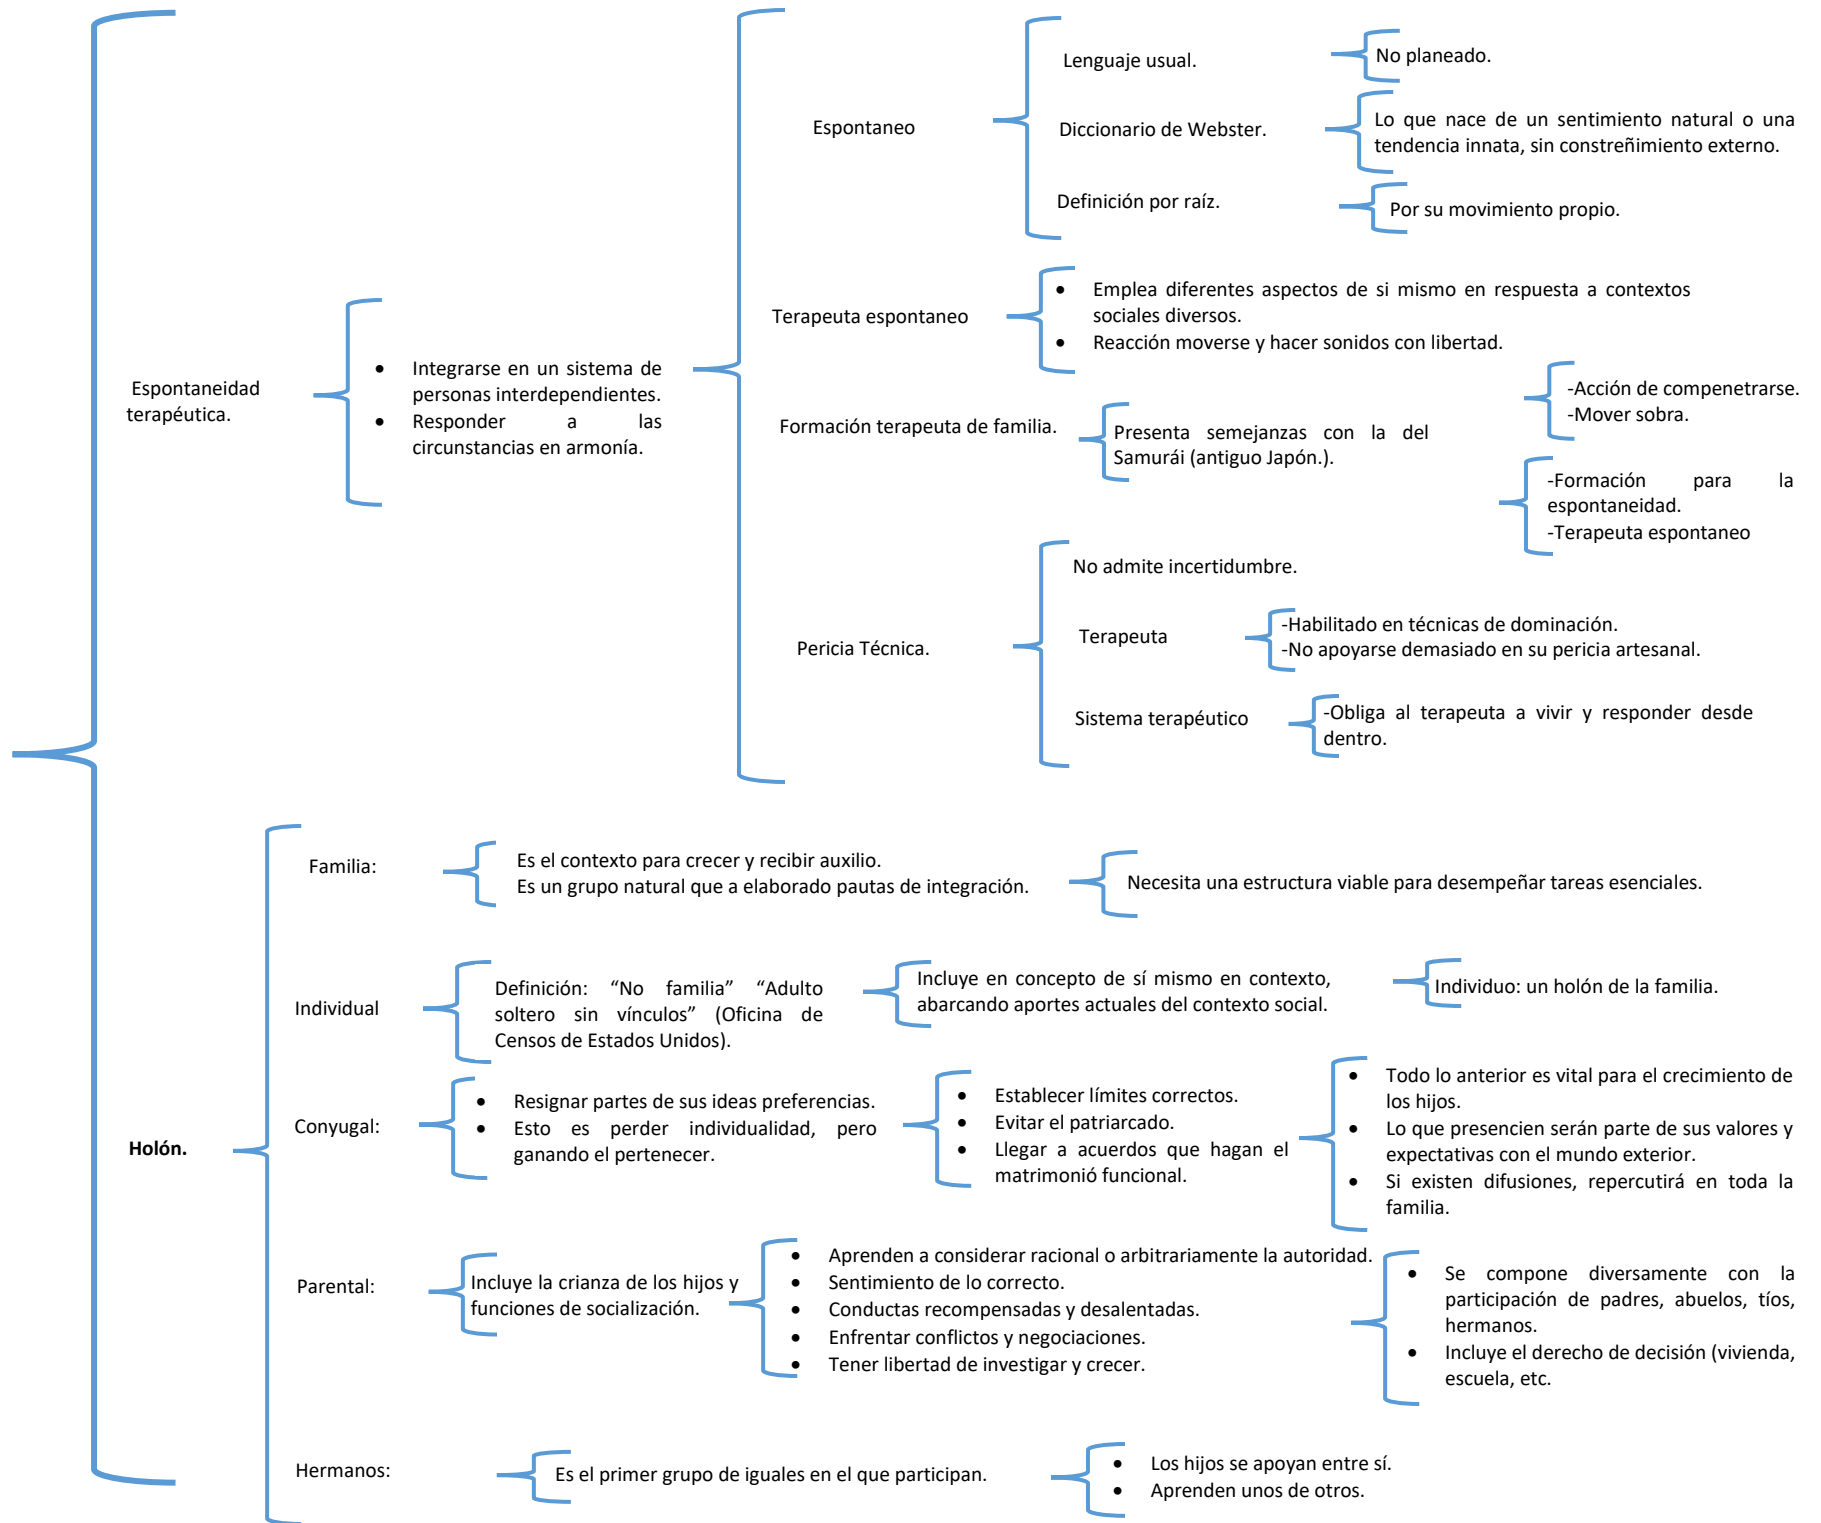 Espontaneidad
terapéutica.
Integrarse en un sistema de
personas interdependientes.
Responder a las
circunstancias en armonía.
Espontaneo
Lenguaje usual.
No planeado.
Diccionario de Webster.
Lo que nace de un sentimiento natural o una
tendencia innata, sin constreñimiento externo.
Definición por raíz.
Por su movimiento propio.
Terapeuta espontaneo
Emplea diferentes aspectos de si mismo en respuesta a contextos
sociales diversos.
Reacción moverse y hacer sonidos con libertad.
Formación terapeuta de familia.
Presenta semejanzas con la del
Samurái (antiguo Japón.).
-Acción de compenetrarse.
-Mover sobra.
-Formación para la
espontaneidad.
-Terapeuta espontaneo
Pericia Técnica.
No admite incertidumbre.
Terapeuta
-Habilitado en técnicas de dominación.
-No apoyarse demasiado en su pericia artesanal.
Sistema terapéutico
-Obliga al terapeuta a vivir y responder desde
dentro.
Holón.
Familia:
Es el contexto para crecer y recibir auxilio.
Es un grupo natural que a elaborado pautas de integración.
Necesita una estructura viable para desempeñar tareas esenciales.
Individual
Definición: “No familia” “Adulto
soltero sin vínculos” (Oficina de
Censos de Estados Unidos).
Incluye en concepto de sí mismo en contexto,
abarcando aportes actuales del contexto social.
Individuo: un holón de la familia.
Conyugal:
Resignar partes de sus ideas preferencias.
Esto es perder individualidad, pero
ganando el pertenecer.
Establecer límites correctos.
Evitar el patriarcado.
Llegar a acuerdos que hagan el
matrimonió funcional.
Todo lo anterior es vital para el crecimiento de
los hijos.
Lo que presencien serán parte de sus valores y
expectativas con el mundo exterior.
Si existen difusiones, repercutirá en toda la
familia.
Parental:
Incluye la crianza de los hijos y
funciones de socialización.
Aprenden a considerar racional o arbitrariamente la autoridad.
Sentimiento de lo correcto.
Conductas recompensadas y desalentadas.
Enfrentar conflictos y negociaciones.
Tener libertad de investigar y crecer.
Se compone diversamente con la
participación de padres, abuelos, tíos,
hermanos.
Incluye el derecho de decisión (vivienda,
escuela, etc.
Hermanos:
Es el primer grupo de iguales en el que participan.
Los hijos se apoyan entre sí.
Aprenden unos de otros.